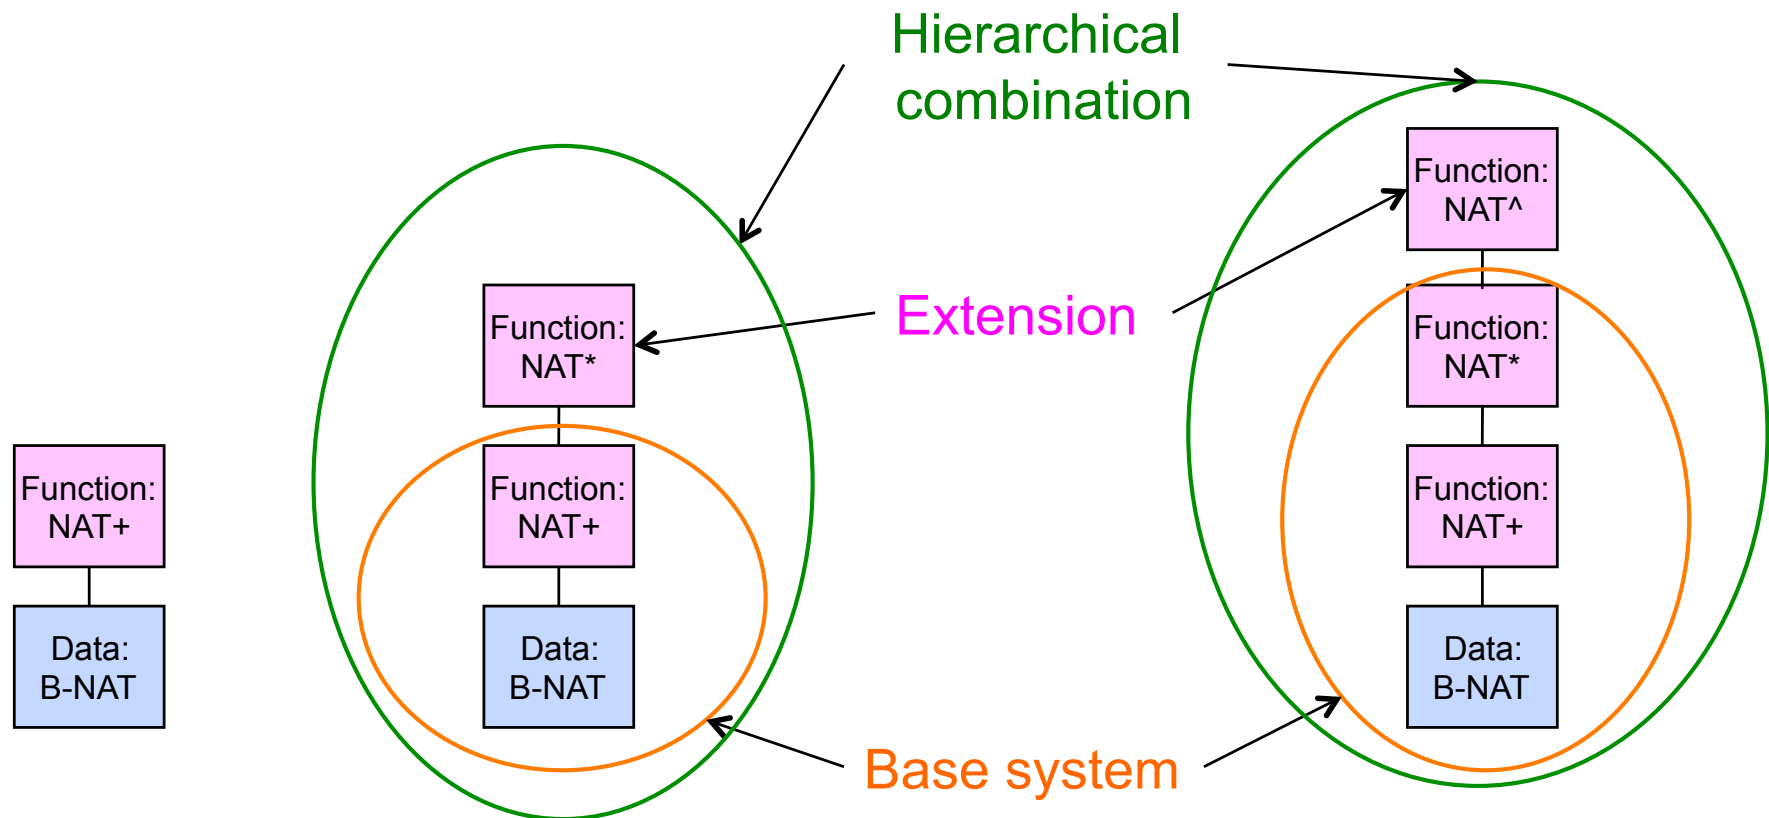 Hierarchical
combination
Function:
NAT^
Function:
NAT*
Extension
Function:
NAT*
Function:
NAT+
Function:
NAT+
Function:
NAT+
Data:
B-NAT
Data:
B-NAT
Data:
B-NAT
Base system